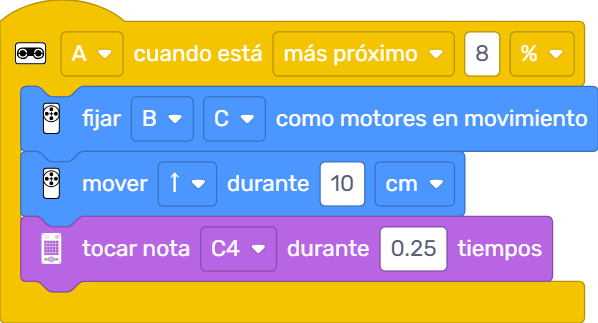 A cuando está más próximo 8 %
fijar B C como motores en movimiento
mover ↑ durante 10 cm
tocar nota C4 durante 0.25 tiempos